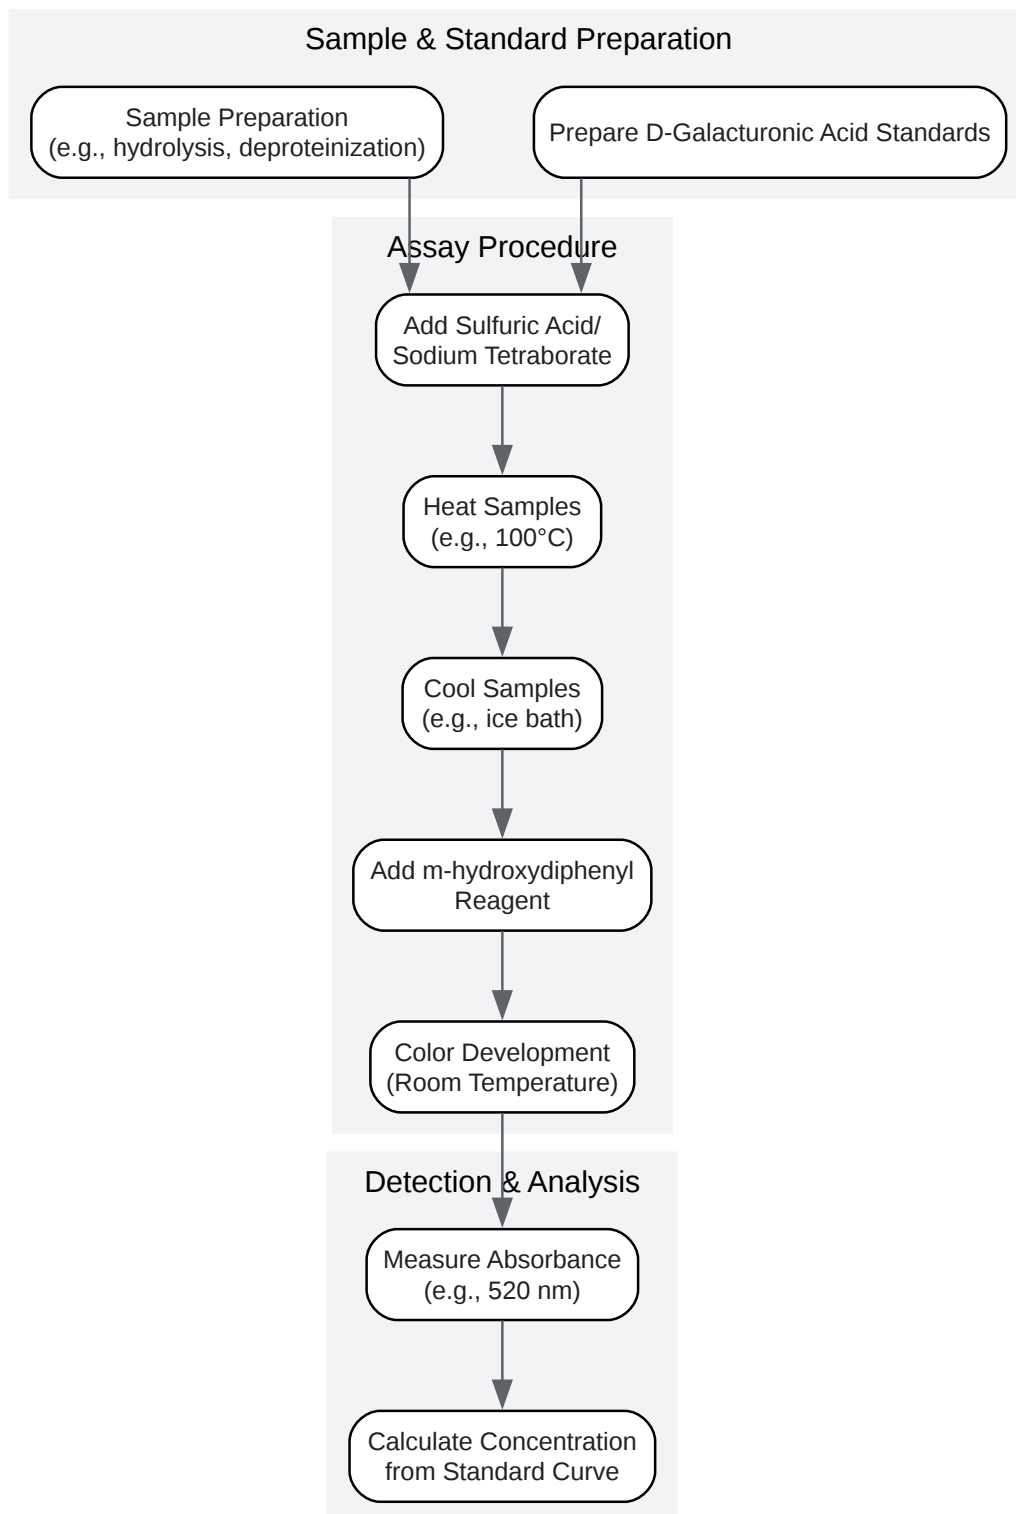 Sample & Standard Preparation
Sample Preparation
(e.g., hydrolysis, deproteinization)
Prepare D-Galacturonic Acid Standards
Assay Procedure
Add Sulfuric Acid/
Sodium Tetraborate
Heat Samples
(e.g., 100°C)
Cool Samples
(e.g., ice bath)
Add m-hydroxydiphenyl
Reagent
Color Development
(Room Temperature)
Detection & Analysis
Measure Absorbance
(e.g., 520 nm)
Calculate Concentration
from Standard Curve